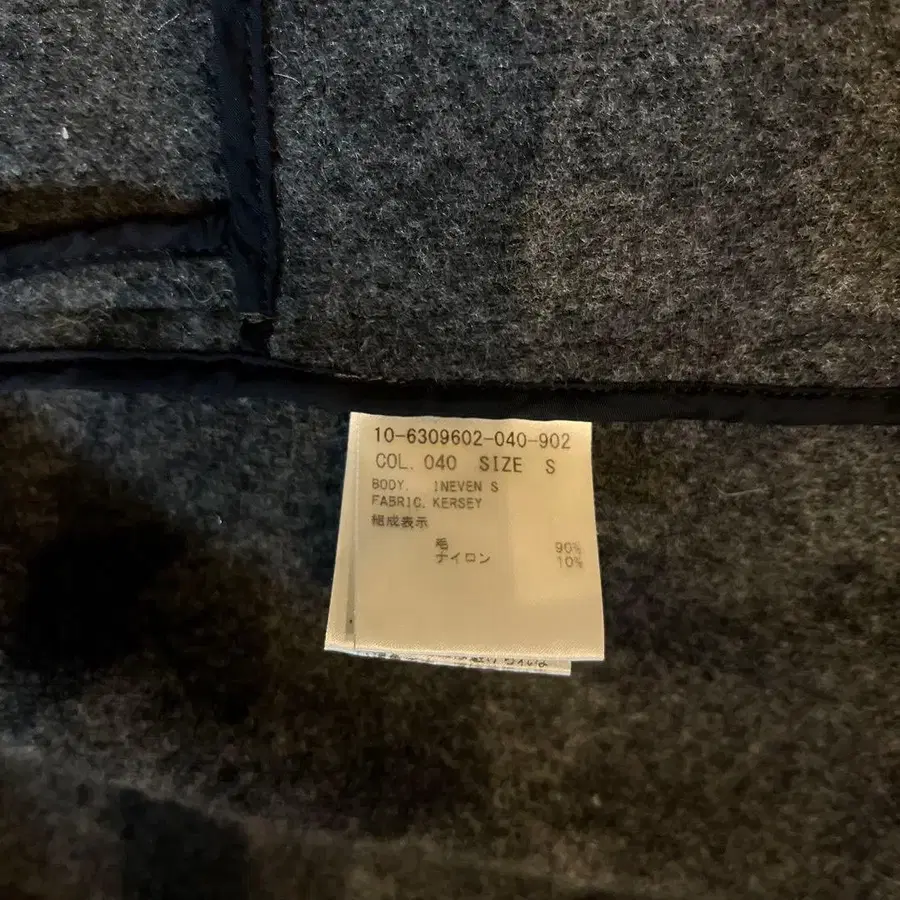 10-6309602-040-902
COL. 040 SIZE S
BODY. INEVEN S
FABRIC. KERSEY
組成表示
毛 90%
ナイロン 10%